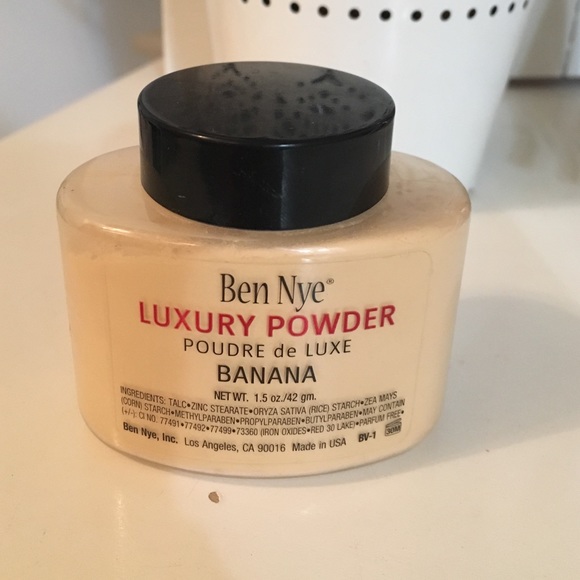 Ben Nye®
LUXURY POWDER
POUDRE de LUXE
BANANA
NET WT. 1.5 oz./42 gm.
INGREDIENTS: TALC•ZINC STEARATE•ORYZA SATIVA (RICE) STARCH•ZEA MAYS
(CORN) STARCH•METHYLPARABEN•PROPYLPARABEN•BUTYLPARABEN•MAY CONTAIN
(+/-): CI NO. 77491•77492•77499•73360 (IRON OXIDES•RED 30 LAKE)•PARFUM FREE•
Ben Nye, Inc. Los Angeles, CA 90016 Made in USA BV-1 30M